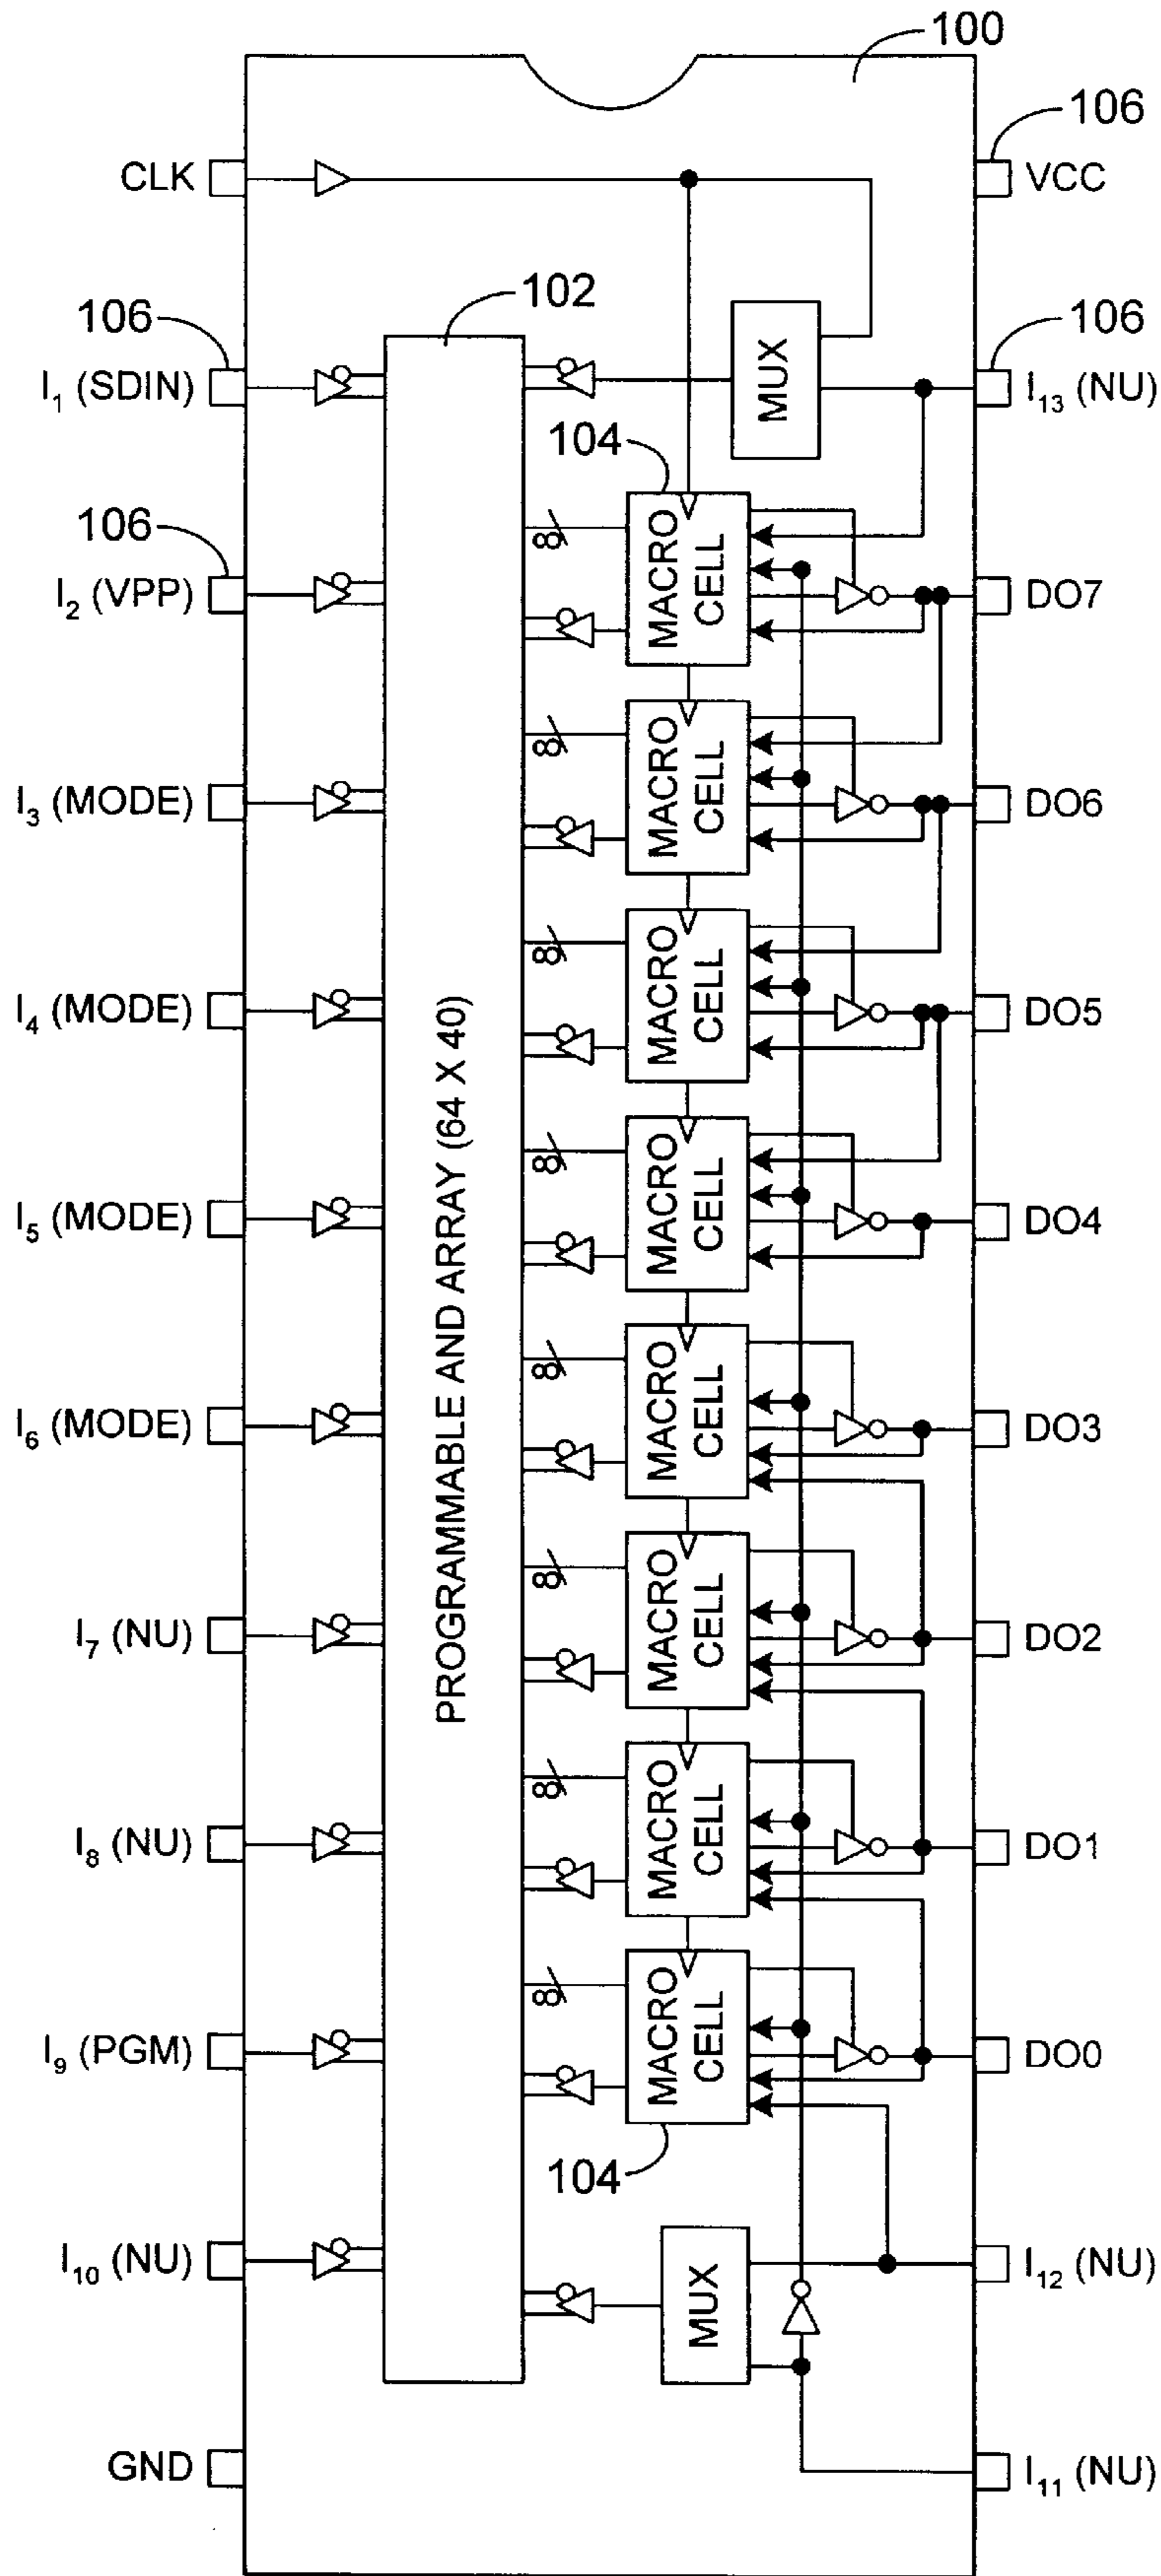 100
106
CLK
VCC
102
106
106
I1 (SDIN)
MUX
I13 (NU)
104
106
8
MACRO
CELL
I2 (VPP)
DO7
8
MACRO
CELL
I3 (MODE)
DO6
8
MACRO
CELL
I4 (MODE)
DO5
PROGRAMMABLE AND ARRAY (64 X 40)
8
MACRO
CELL
I5 (MODE)
DO4
8
MACRO
CELL
I6 (MODE)
DO3
8
MACRO
CELL
I7 (NU)
DO2
8
MACRO
CELL
I8 (NU)
DO1
8
MACRO
CELL
I9 (PGM)
DO0
104
I10 (NU)
MUX
I12 (NU)
GND
I11 (NU)